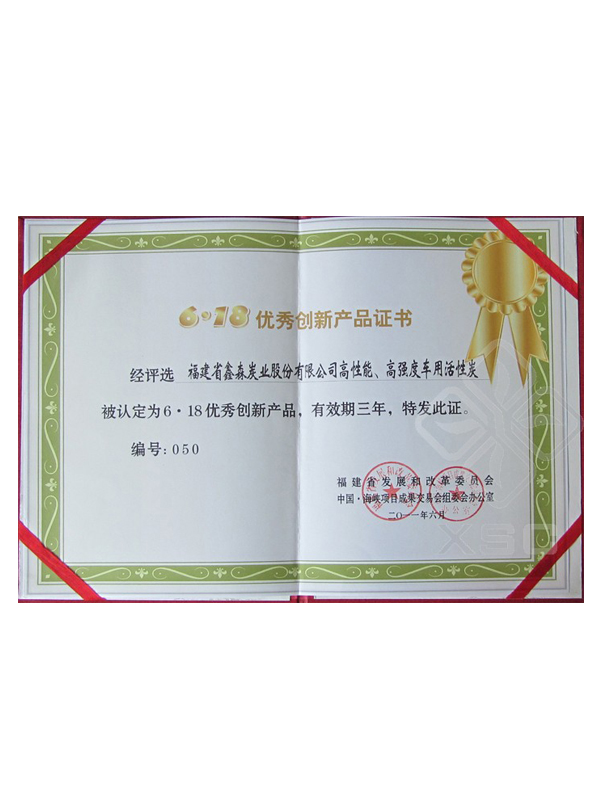 6·18优秀创新产品证书
经评选 福建省鑫森炭业股份有限公司高性能、高强度车用活性炭
被认定为6·18优秀创新产品，有效期三年，特发此证。
编号:050
福建省发展和改革委员会
中国·海峡项目成果交易会组委会办公室
二〇一一年六月
XSC